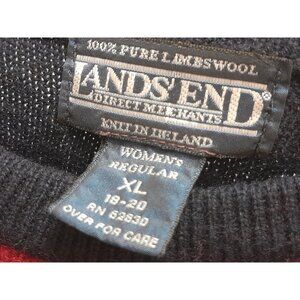 100% PURE LAMBSWOOL
LANDS' END®
DIRECT MERCHANTS
KNIT IN IRELAND
WOMEN'S
REGULAR
XL
18-20
RN 62830
OVER FOR CARE